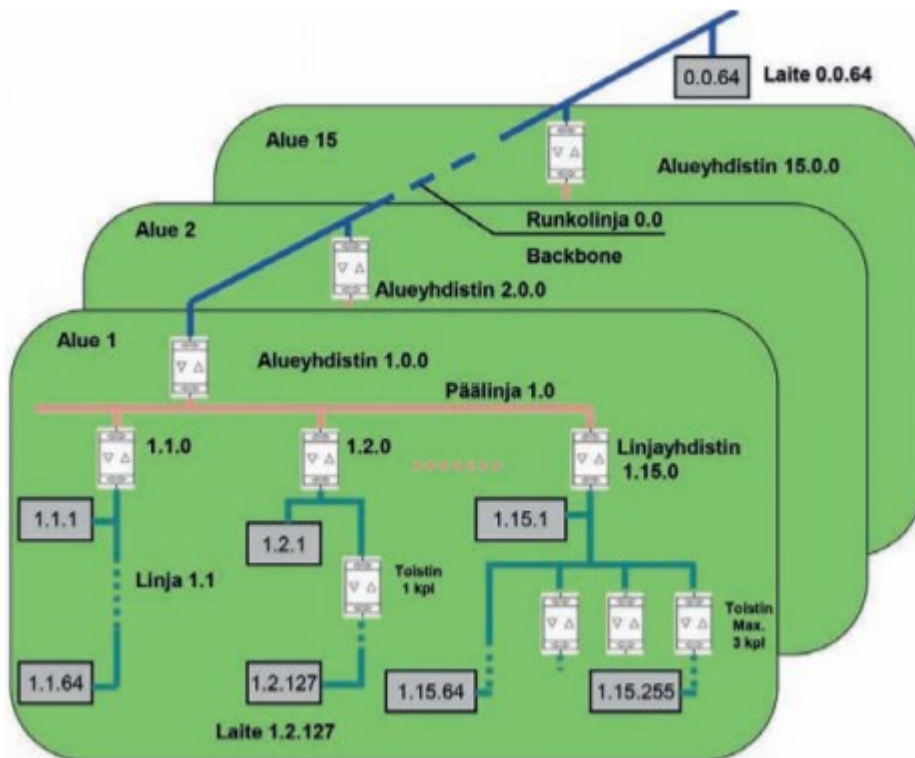 0.0.64
Laite 0.0.64
Alue 15
Alueyhdistin 15.0.0
Runkolinja 0.0
Backbone
Alue 2
Alueyhdistin 2.0.0
Alue 1
Alueyhdistin 1.0.0
Päälinja 1.0
1.1.0
1.2.0
Linjayhdistin
1.15.0
1.1.1
1.2.1
1.15.1
Linja 1.1
Toistin
1 kpl
Toistin
Max.
3 kpl
1.1.64
1.2.127
1.15.64
1.15.255
Laite 1.2.127